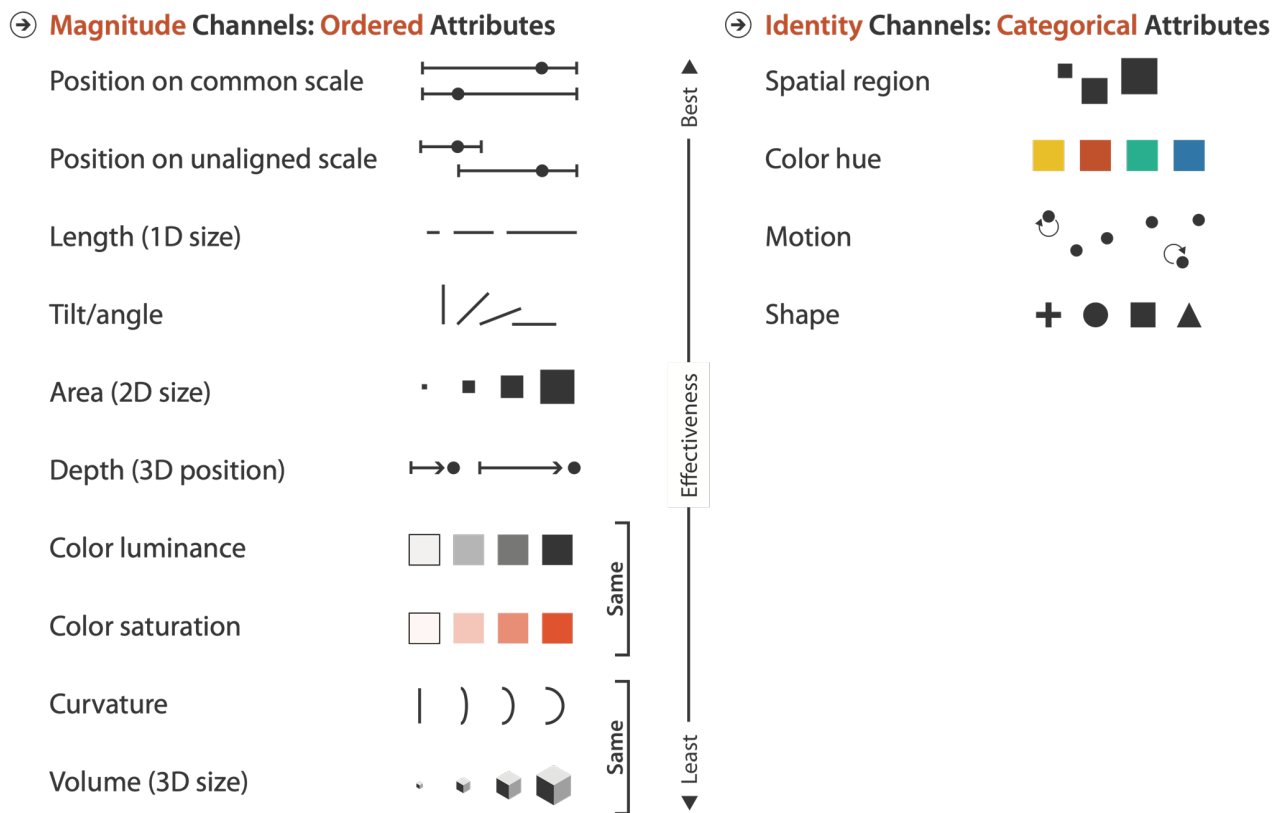 Magnitude Channels: Ordered Attributes
Position on common scale
Position on unaligned scale
Length (1D size)
Tilt/angle
Area (2D size)
Depth (3D position)
Color luminance
Color saturation
Same
Curvature
Volume (3D size)
Same
Best
Effectiveness
Least
Identity Channels: Categorical Attributes
Spatial region
Color hue
Motion
Shape